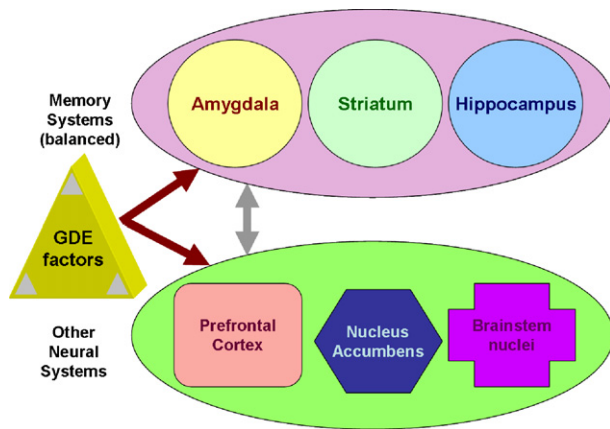 Memory
Systems
(balanced)
Amygdala
Striatum
Hippocampus
GDE
factors
Other
Neural
Systems
Prefrontal
Cortex
Nucleus
Accumbens
Brainstem
nuclei